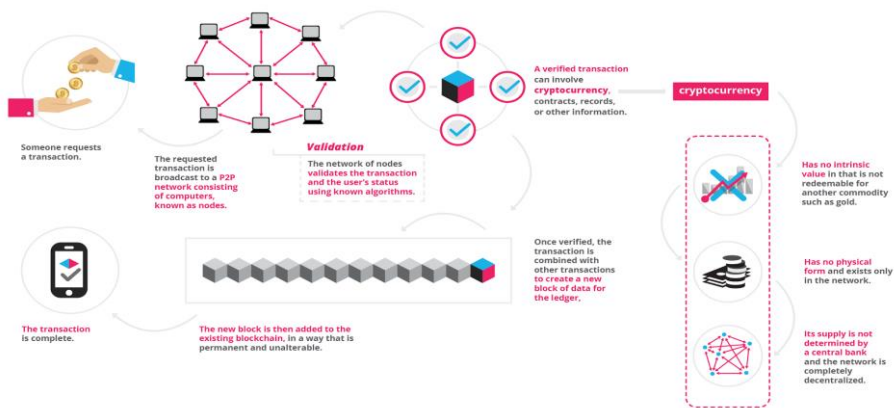 Someone requests
a transaction.
The requested
transaction is
broadcast to a P2P
network consisting
of computers,
known as nodes.
Validation
The network of nodes
validates the transaction
and the user's status
using known algorithms.
A verified transaction
can involve
cryptocurrency,
contracts, records,
or other information.
cryptocurrency
Has no intrinsic
value in that is not
redeemable for
another commodity
such as gold.
Has no physical
form and exists only
in the network.
Its supply is not
determined by
a central bank
and the network is
completely
decentralized.
Once verified, the
transaction is
combined with
other transactions
to create a new
block of data for
the ledger,
The new block is then added to the
existing blockchain, in a way that is
permanent and unalterable.
The transaction
is complete.